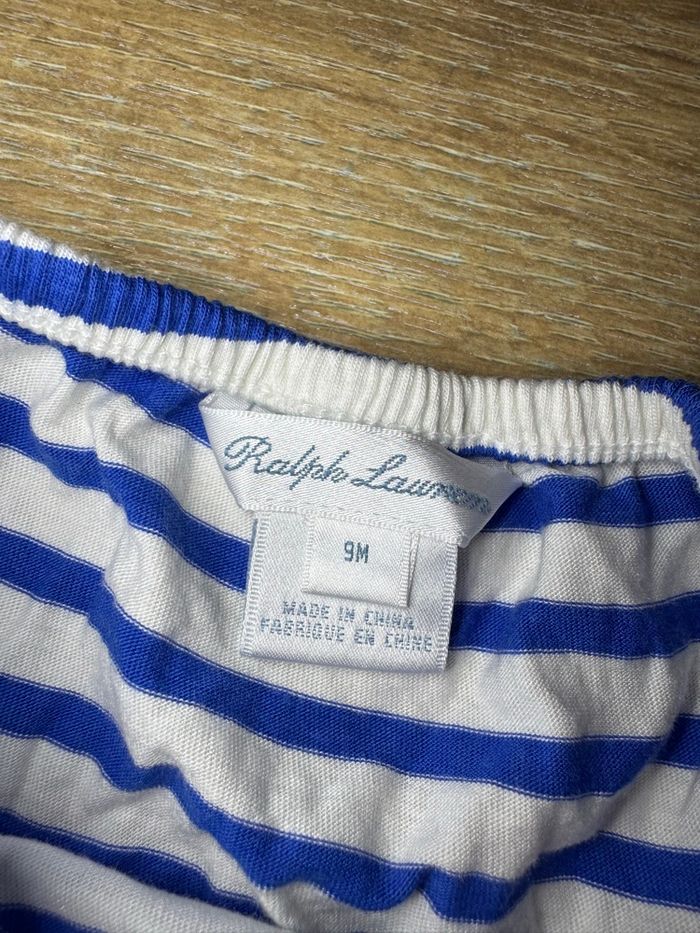 Ralph Lauren
9M
MADE IN CHINA
FABRIQUE EN CHINE